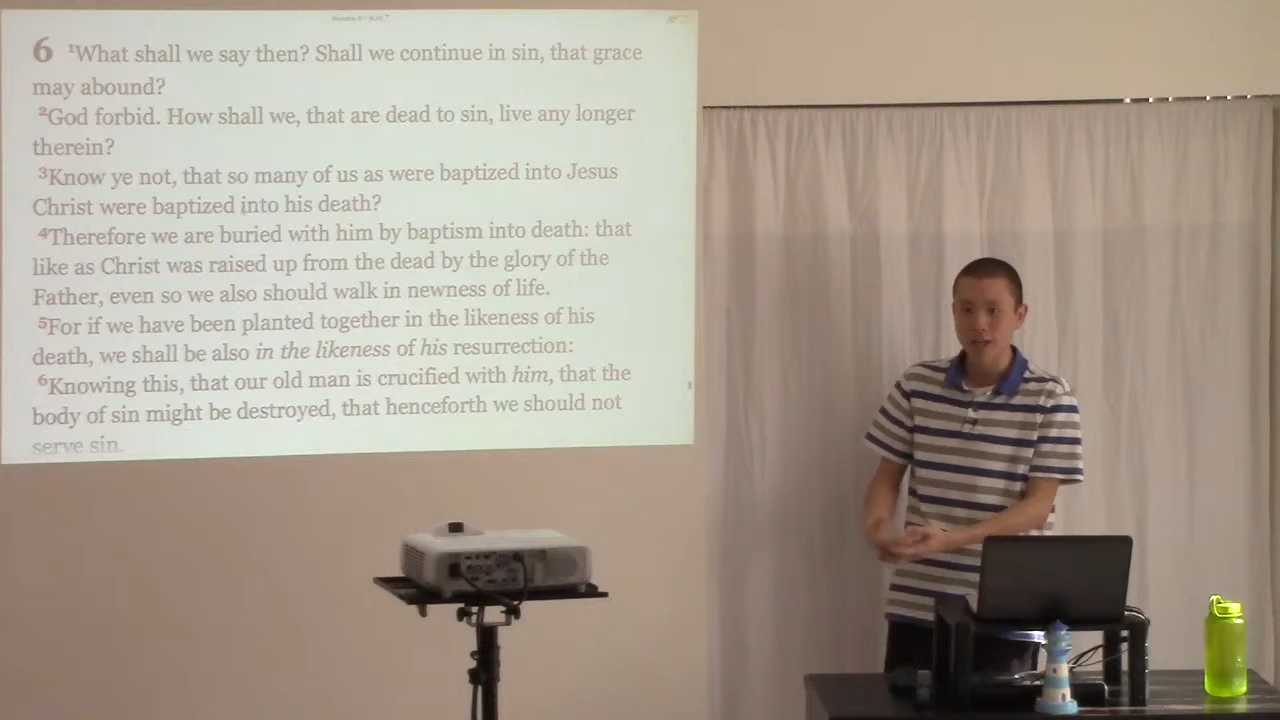 6 1What shall we say then? Shall we continue in sin, that grace
may abound?
2God forbid. How shall we, that are dead to sin, live any longer
therein?
3Know ye not, that so many of us as were baptized into Jesus
Christ were baptized into his death?
4Therefore we are buried with him by baptism into death: that
like as Christ was raised up from the dead by the glory of the
Father, even so we also should walk in newness of life.
5For if we have been planted together in the likeness of his
death, we shall be also in the likeness of his resurrection:
6Knowing this, that our old man is crucified with him, that the
body of sin might be destroyed, that henceforth we should not
serve sin.